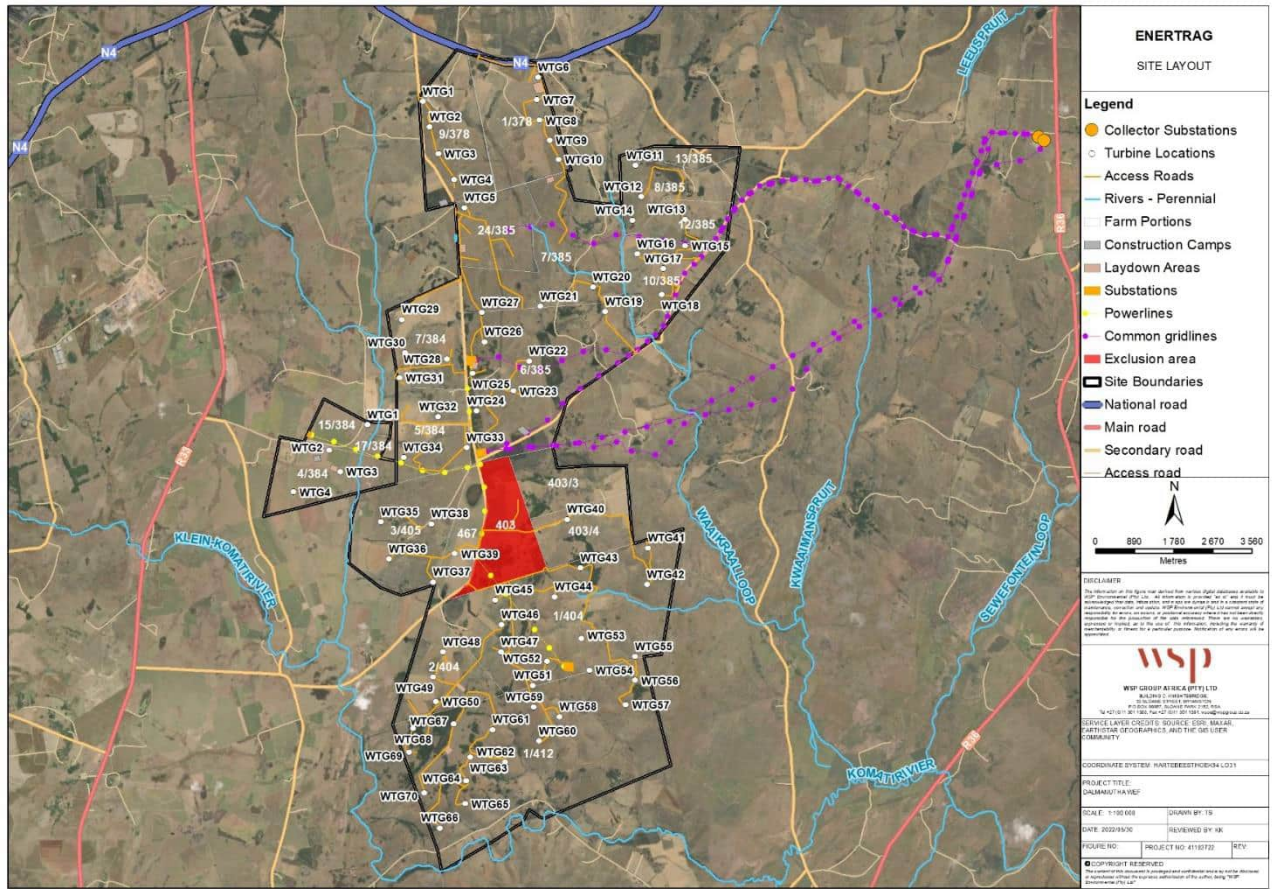 N4
N4
N4
LEEUSPRUIT
R33
R36
WTG6
WTG1
WTG7
WTG2
1/378
WTG8
9/378
WTG9
WTG3
WTG10
WTG11
13/385
WTG4
WTG12
8/385
WTG5
WTG14
WTG13
12/385
24/385
WTG16
WTG15
7/385
WTG17
10/385
WTG20
WTG27
WTG21
WTG19
WTG18
WTG29
WTG30
7/384
WTG26
WTG28
WTG22
6/385
WTG31
WTG25
WTG23
WTG24
WTG1
WTG32
15/384
5/384
WTG33
17/384
WTG2
WTG34
R33
WTG3
4/384
WTG4
403/3
WTG35
WTG38
WTG40
3/405
467
403
403/4
KLEIN-KOMATIRIVIER
WTG36
WTG39
WTG41
WTG43
WTG37
WTG42
WAAIKRAALLOOP
KWAAIMANSPRUIT
SEWEFONTEINLOOP
WTG45
WTG44
WTG46
1/404
WTG48
WTG47
WTG53
WTG52
WTG55
2/404
WTG54
WTG49
WTG51
WTG56
WTG50
WTG59
WTG57
WTG58
WTG67
WTG61
WTG68
WTG60
WTG69
WTG62
1/412
WTG63
WTG64
WTG70
WTG65
WTG66
KOMATIRIVIER
ENERTRAG
SITE LAYOUT
Legend
Collector Substations
Turbine Locations
Access Roads
Rivers - Perennial
Farm Portions
Construction Camps
Laydown Areas
Substations
Powerlines
Common gridlines
Exclusion area
Site Boundaries
National road
Main road
Secondary road
Access road
N
0 890 1 780 2 670 3 560
Metres
DISCLAIMER
wsp
WSP GROUP AFRICA (PTY) LTD
SERVICE LAYER CREDITS: SOURCE: ESRI, MAXAR,
EARTHSTAR GEOGRAPHICS, AND THE GIS USER
COMMUNITY
COORDINATE SYSTEM: HARTEBEESTHOEK94 LO31
PROJECT TITLE:
DALMANUTHA WEF
SCALE: 1:100 000
DRAWN BY: TB
DATE: 2022/09/30
REVIEWED BY: KK
FIGURE NO:
PROJECT NO: 41103722
REV:
COPYRIGHT RESERVED